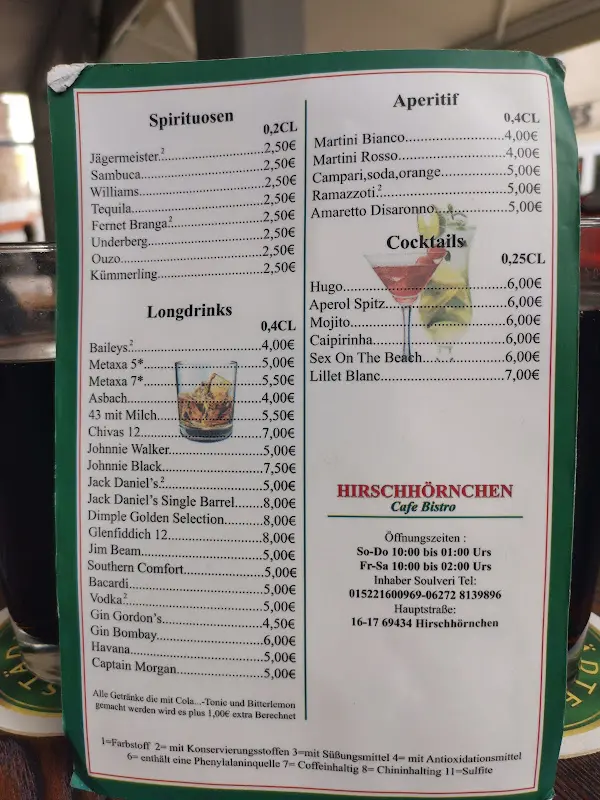 Spirituosen
0,2CL
Jägermeister.²..........2,50€
Sambuca..........2,50€
Williams..........2,50€
Tequila..........2,50€
Fernet Branga²..........2,50€
Underberg..........2,50€
Ouzo..........2,50€
Kümmerling..........2,50€
Longdrinks
0,4CL
Baileys.²..........4,00€
Metaxa 5*..........5,00€
Metaxa 7*..........5,50€
Asbach..........4,00€
43 mit Milch..........5,50€
Chivas 12..........7,00€
Johnnie Walker..........5,00€
Johnnie Black..........7,50€
Jack Daniel's.²..........5,00€
Jack Daniel's Single Barrel..........8,00€
Dimple Golden Selection..........8,00€
Glenfiddich 12..........8,00€
Jim Beam..........5,00€
Southern Comfort..........5,00€
Bacardi..........5,00€
Vodka.²..........5,00€
Gin Gordon's..........4,50€
Gin Bombay..........6,00€
Havana..........5,00€
Captain Morgan..........5,00€
Alle Getränke die mit Cola...-Tonic und Bitterlemon
gemacht werden wird es plus 1,00€ extra Berechnet
Aperitif
0,4CL
Martini Bianco..........4,00€
Martini Rosso..........4,00€
Campari,soda,orange..........5,00€
Ramazzoti.²..........5,00€
Amaretto Disaronno..........5,00€
Cocktails
0,25CL
Hugo..........6,00€
Aperol Spitz..........6,00€
Mojito..........6,00€
Caipirinha..........6,00€
Sex On The Beach..........6,00€
Lillet Blanc..........7,00€
HIRSCHHÖRNCHEN
Cafe Bistro
Öffnungszeiten :
So-Do 10:00 bis 01:00 Urs
Fr-Sa 10:00 bis 02:00 Urs
Inhaber Soulveri Tel:
015221600969-06272 8139896
Hauptstraße:
16-17 69434 Hirschhörnchen
1=Farbstoff 2= mit Konservierungsstoffen 3=mit Süßungsmittel 4= mit Antioxidationsmittel
6= enthält eine Phenylalaninquelle 7= Coffeinhaltig 8= Chininhalting 11=Sulfite